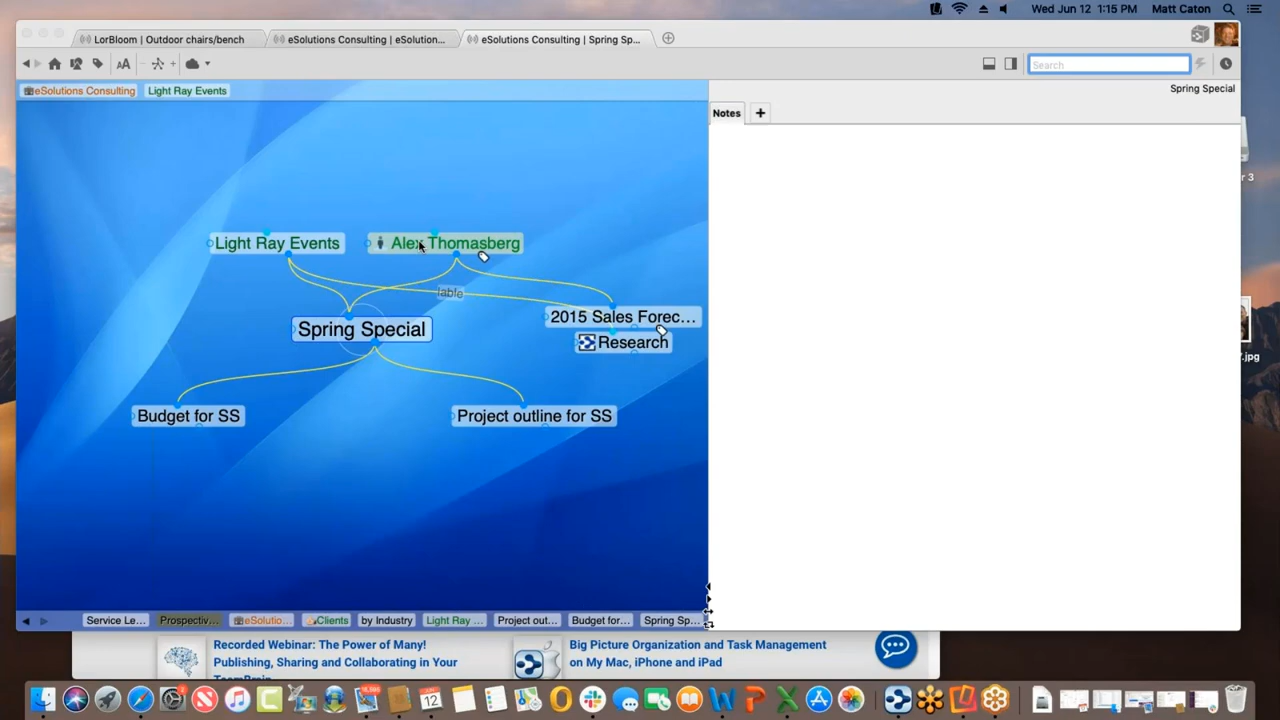 Wed Jun 12 1:15 PM Matt Caton
LorBloom | Outdoor chairs/bench
eSolutions Consulting | eSolution...
eSolutions Consulting | Spring Sp...
AA
Search
eSolutions Consulting
Light Ray Events
Spring Special
Notes
+
Light Ray Events
Alex Thomasberg
lable
2015 Sales Forec...
Spring Special
Research
Budget for SS
Project outline for SS
Service Le...
Prospectiv...
eSolutio...
Clients
by Industry
Light Ray ...
Project out...
Budget for...
Spring Sp...
r 3
.jpg
Recorded Webinar: The Power of Many!
Publishing, Sharing and Collaborating in Your
TeamBrain
Big Picture Organization and Task Management
on My Mac, iPhone and iPad